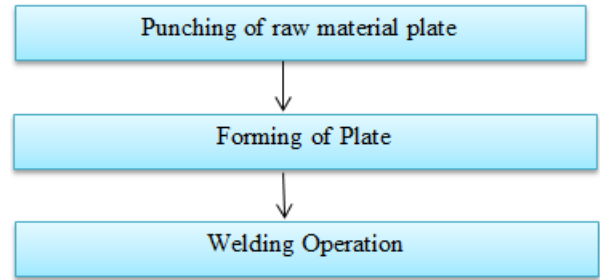 Punching of raw material plate
Forming of Plate
Welding Operation